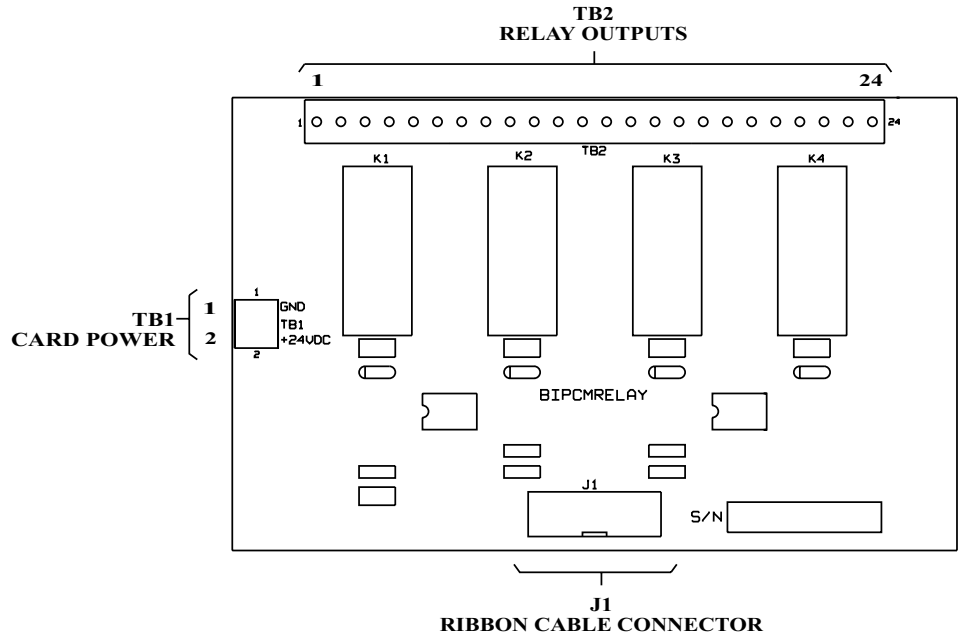 TB2
RELAY OUTPUTS
1 24
1 24
TB2
K1 K2 K3 K4
1
TB1 1 GND
TB1
CARD POWER 2 +24VDC
2
BIPCMRELAY
J1
S/N
J1
RIBBON CABLE CONNECTOR